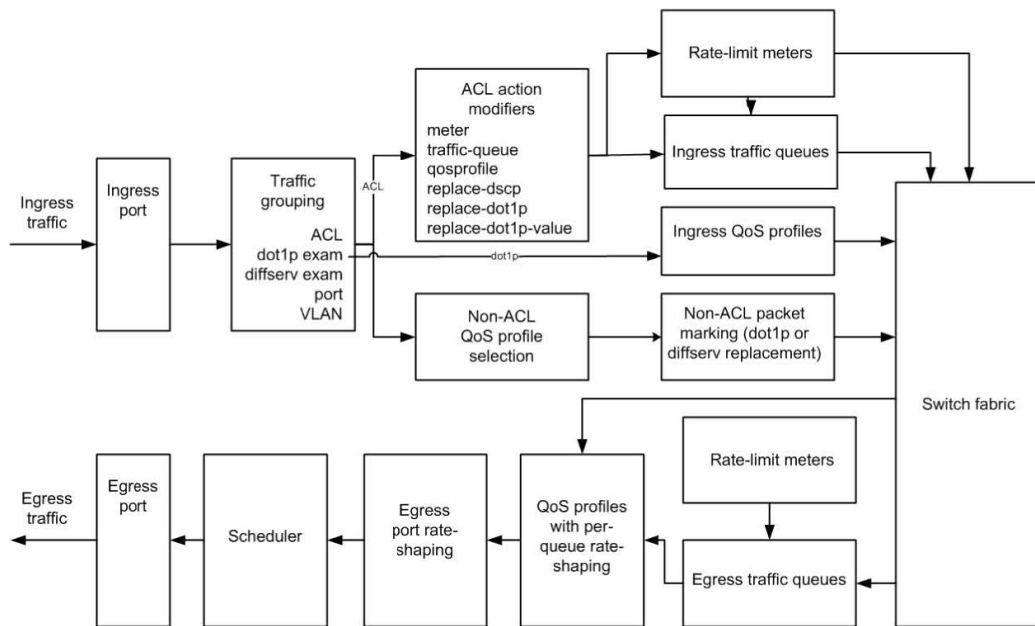 Rate-limit meters
ACL action
modifiers
meter
traffic-queue
qosprofile
replace-dscp
replace-dot1p
replace-dot1p-value
Ingress traffic queues
Ingress
traffic
Ingress
port
Traffic
grouping
ACL
dot1p exam
diffserv exam
port
VLAN
ACL
dot1p
Ingress QoS profiles
Non-ACL
QoS profile
selection
Non-ACL packet
marking (dot1p or
diffserv replacement)
Switch fabric
Rate-limit meters
Egress
traffic
Egress
port
Scheduler
Egress
port rate-
shaping
QoS profiles
with per-
queue rate-
shaping
Egress traffic queues